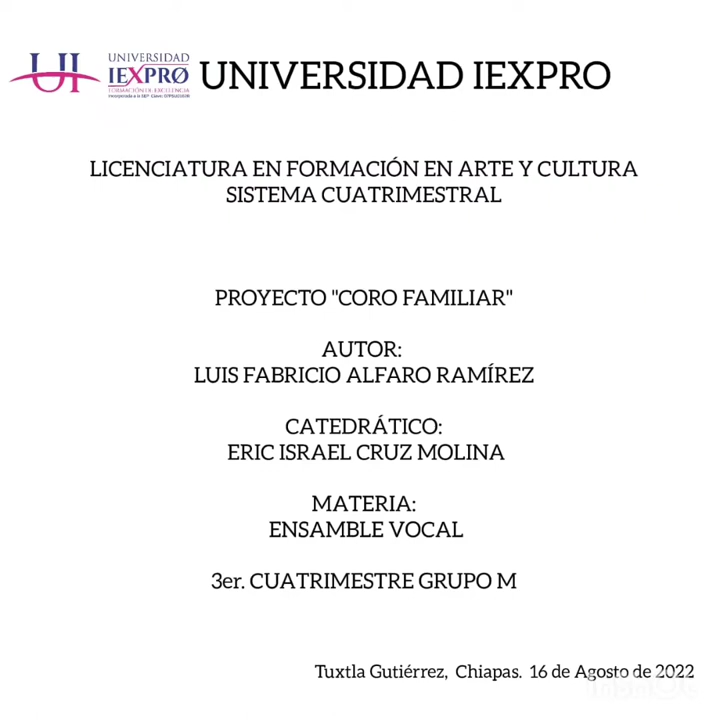 UNIVERSIDAD
IEXPRO
FORMACIÓN DE EXCELENCIA
UNIVERSIDAD IEXPRO
LICENCIATURA EN FORMACIÓN EN ARTE Y CULTURA
SISTEMA CUATRIMESTRAL
PROYECTO "CORO FAMILIAR"
AUTOR:
LUIS FABRICIO ALFARO RAMÍREZ
CATEDRÁTICO:
ERIC ISRAEL CRUZ MOLINA
MATERIA:
ENSAMBLE VOCAL
3er. CUATRIMESTRE GRUPO M
Tuxtla Gutiérrez, Chiapas. 16 de Agosto de 2022